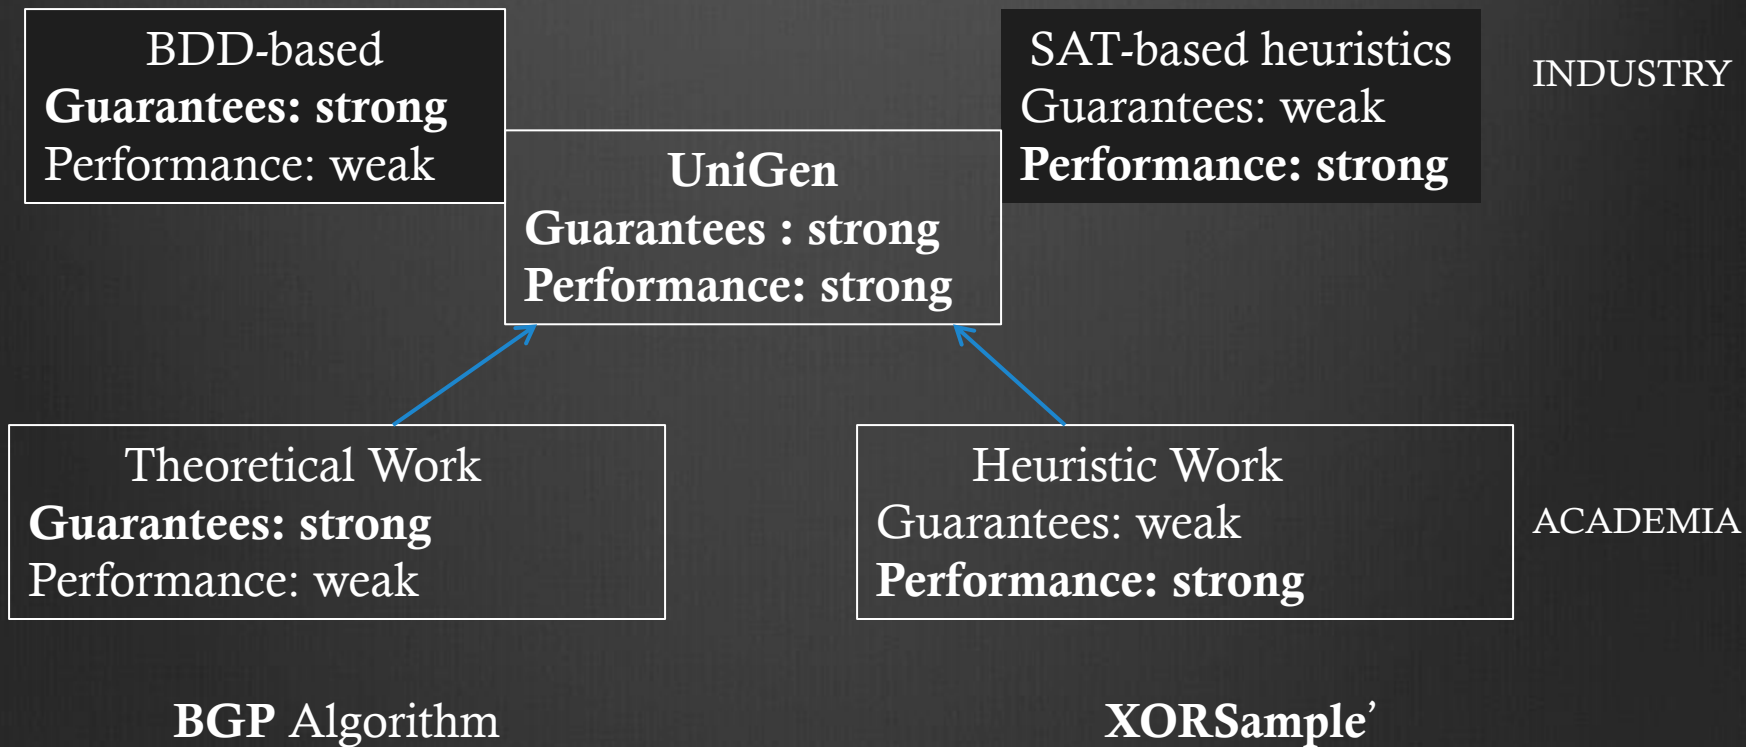 BDD-based
Guarantees: strong
Performance: weak
SAT-based heuristics
Guarantees: weak
Performance: strong
INDUSTRY
UniGen
Guarantees : strong
Performance: strong
Theoretical Work
Guarantees: strong
Performance: weak
Heuristic Work
Guarantees: weak
Performance: strong
ACADEMIA
BGP Algorithm
XORSample’